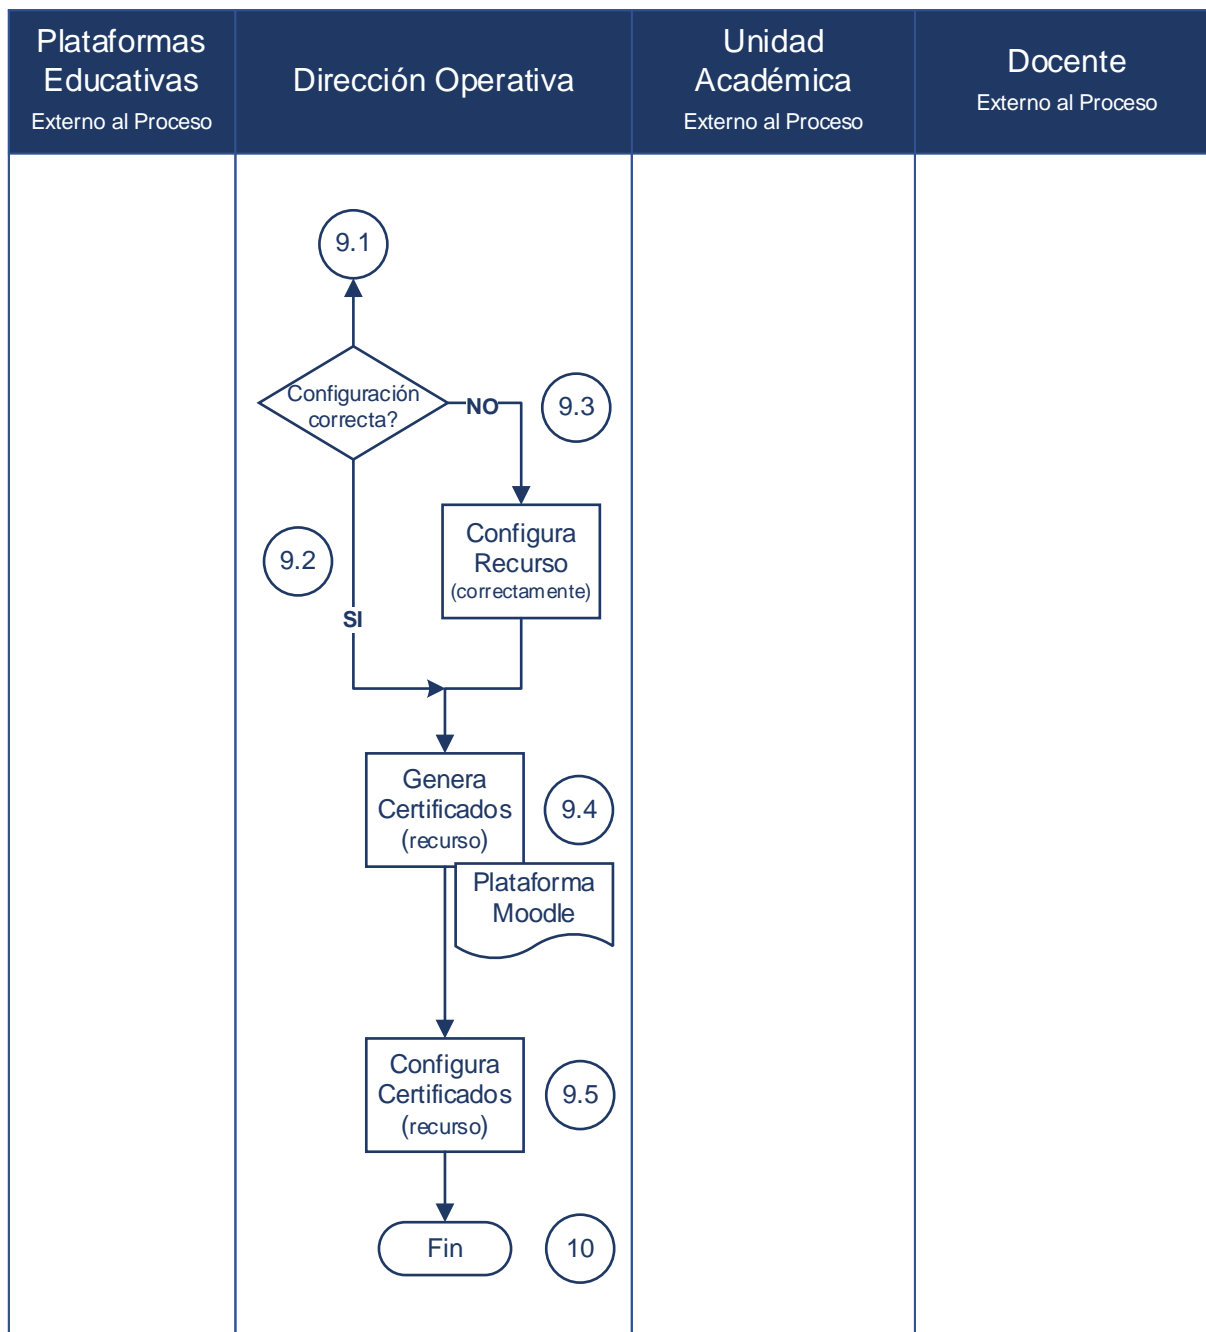 Plataformas
Educativas
Externo al Proceso
Dirección Operativa
Unidad
Académica
Externo al Proceso
Docente
Externo al Proceso
9.1
Configuración
correcta?
NO
9.3
Configura
Recurso
(correctamente)
9.2
SI
Genera
Certificados
(recurso)
9.4
Plataforma
Moodle
Configura
Certificados
(recurso)
9.5
Fin
10